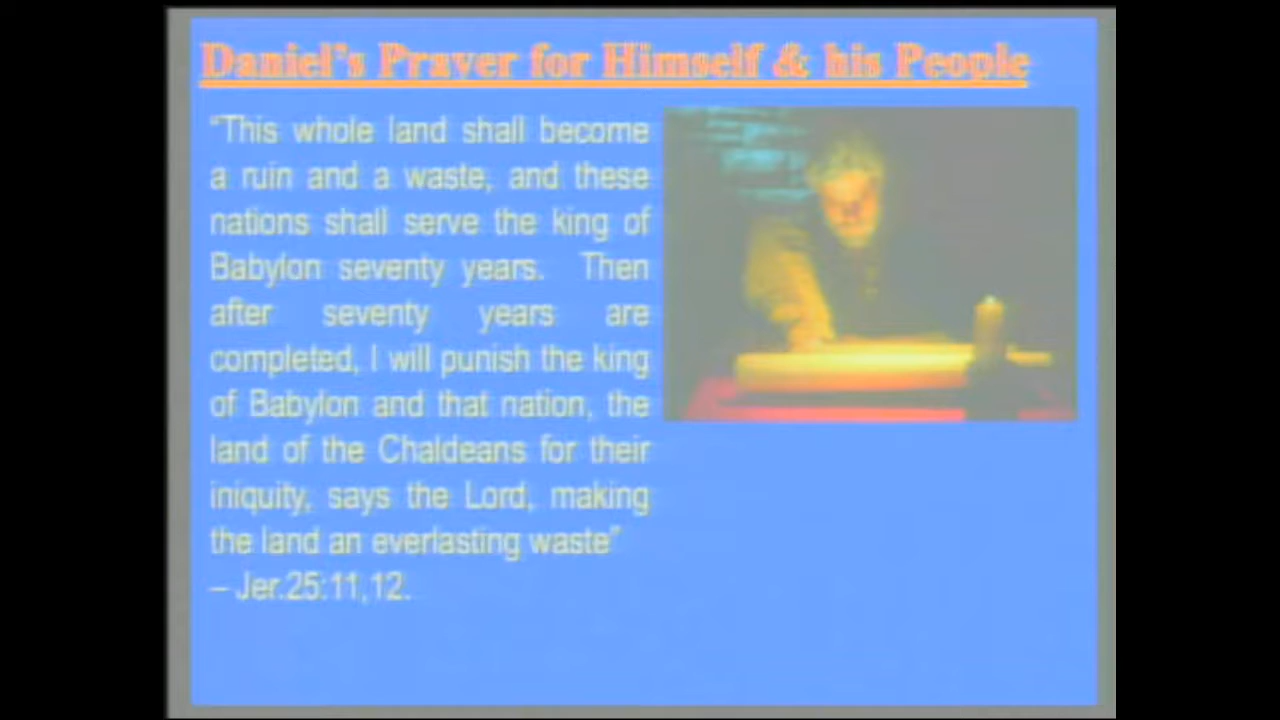 Daniel's Prayer for Himself & his People
"This whole land shall become
a ruin and a waste, and these
nations shall serve the king of
Babylon seventy years. Then
after seventy years are
completed, I will punish the king
of Babylon and that nation, the
land of the Chaldeans for their
iniquity, says the Lord, making
the land an everlasting waste"
– Jer.25:11,12.